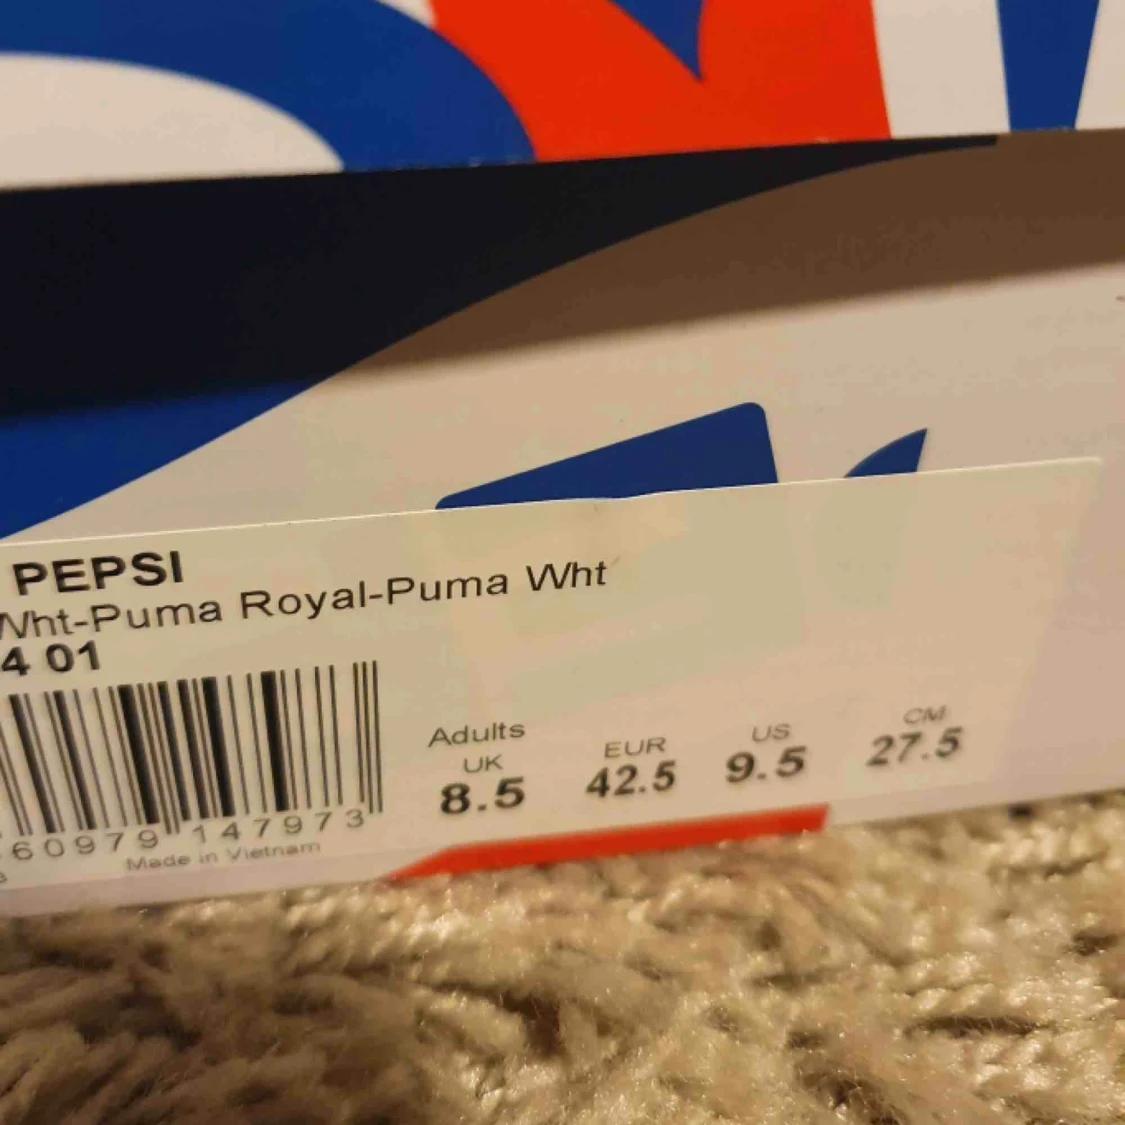 PEPSI
Wht-Puma Royal-Puma Wht
4 01
60979 147973
Made in Vietnam
Adults
UK EUR US CM
8.5 42.5 9.5 27.5